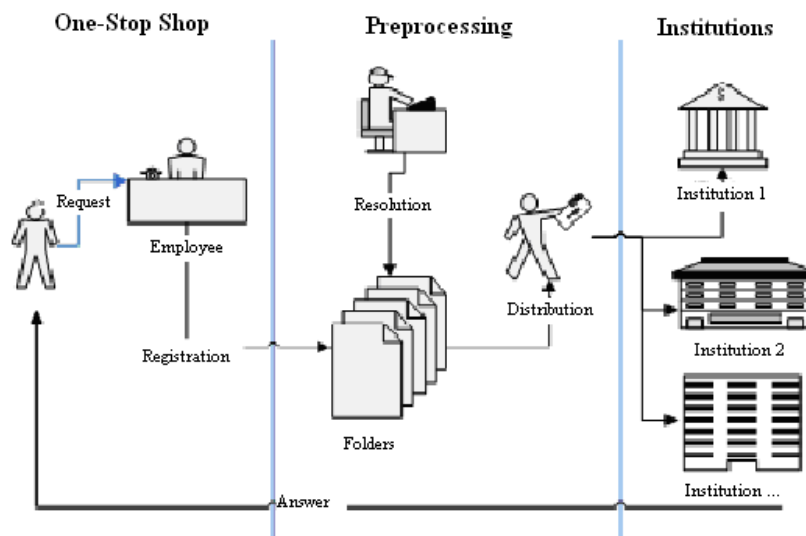 One-Stop Shop
Preprocessing
Institutions
Request
Employee
Registration
Resolution
Folders
Distribution
Institution 1
Institution 2
Institution ...
Answer